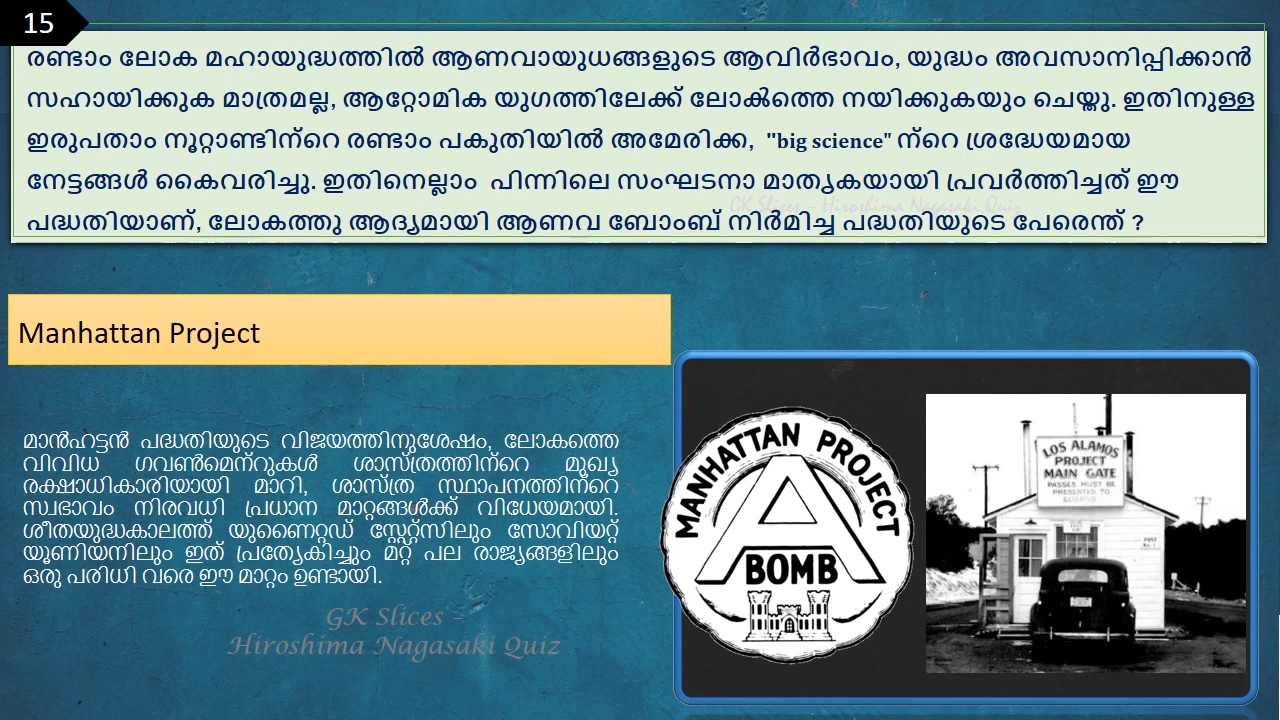 15
രണ്ടാം ലോക മഹായുദ്ധത്തിൽ ആണവായുധങ്ങളുടെ ആവിർഭാവം, യുദ്ധം അവസാനിപ്പിക്കാൻ
സഹായിക്കുക മാത്രമല്ല, ആറ്റോമിക യുഗത്തിലേക്ക് ലോകത്തെ നയിക്കുകയും ചെയ്തു. ഇതിനുള്ള
ഇരുപതാം നൂറ്റാണ്ടിന്റെ രണ്ടാം പകുതിയിൽ അമേരിക്ക, "big science" ന്റെ ശ്രദ്ധേയമായ
നേട്ടങ്ങൾ കൈവരിച്ചു. ഇതിനെല്ലാം പിന്നിലെ സംഘടനാ മാതൃകയായി പ്രവർത്തിച്ചത് ഈ
പദ്ധതിയാണ്, ലോകത്തു ആദ്യമായി ആണവ ബോംബ് നിർമിച്ച പദ്ധതിയുടെ പേരെന്ത് ?
GK Slices – Hiroshima Nagasaki Quiz
Manhattan Project
മാൻഹട്ടൻ പദ്ധതിയുടെ വിജയത്തിനുശേഷം, ലോകത്തെ
വിവിധ ഗവൺമെന്റുകൾ ശാസ്ത്രത്തിന്റെ മുഖ്യ
രക്ഷാധികാരിയായി മാറി, ശാസ്ത്ര സ്ഥാപനത്തിന്റെ
സ്വഭാവം നിരവധി പ്രധാന മാറ്റങ്ങൾക്ക് വിധേയമായി.
ശീതയുദ്ധകാലത്ത് യുണൈറ്റഡ് സ്റ്റേറ്റ്സിലും സോവിയറ്റ്
യൂണിയനിലും ഇത് പ്രത്യേകിച്ചും മറ്റ് പല രാജ്യങ്ങളിലും
ഒരു പരിധി വരെ ഈ മാറ്റം ഉണ്ടായി.
GK Slices –
Hiroshima Nagasaki Quiz
MANHATTAN PROJECT
A
BOMB
LOS ALAMOS
PROJECT
MAIN GATE
PASSES MUST BE
PRESENTED TO
GUARDS